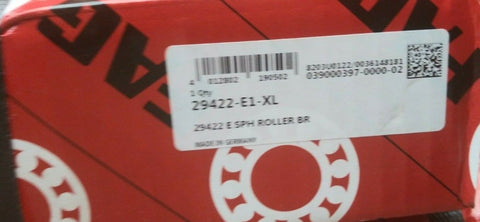 FAG
8203U0122/0036148181
039000397-0000-02
4 012802 190502
1 Qty
29422-E1-XL
29422 E SPH ROLLER BR
MADE IN GERMANY